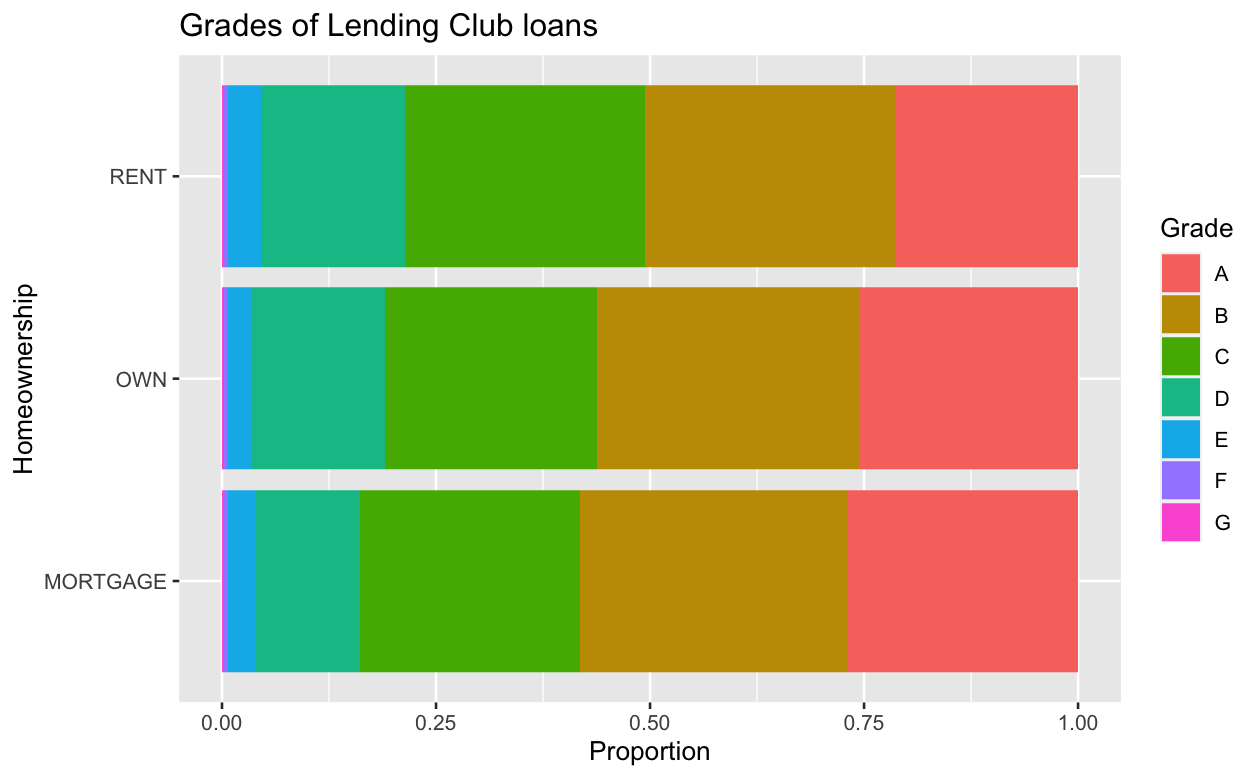 Grades of Lending Club loans
RENT
OWN
MORTGAGE
Homeownership
0.00
0.25
0.50
0.75
1.00
Proportion
Grade
A
B
C
D
E
F
G